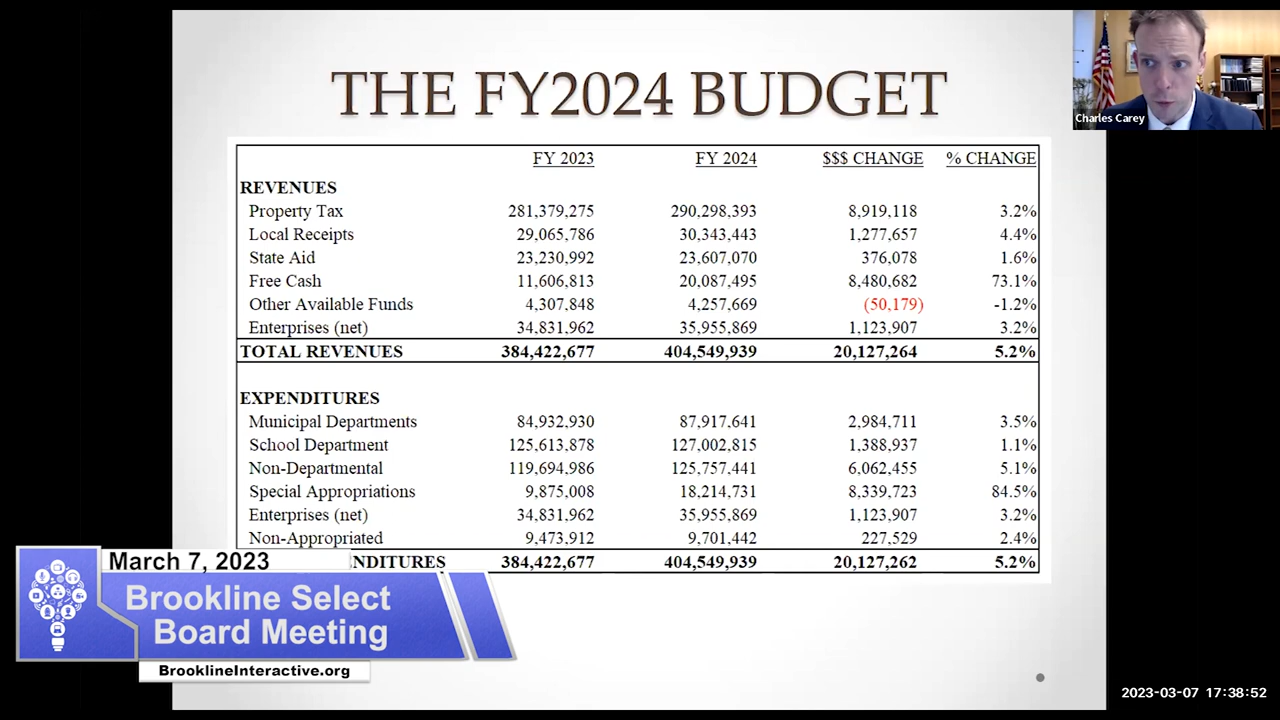 THE FY2024 BUDGET
Charles Carey
FY 2023 FY 2024 $$$ CHANGE % CHANGE
REVENUES
Property Tax 281,379,275 290,298,393 8,919,118 3.2%
Local Receipts 29,065,786 30,343,443 1,277,657 4.4%
State Aid 23,230,992 23,607,070 376,078 1.6%
Free Cash 11,606,813 20,087,495 8,480,682 73.1%
Other Available Funds 4,307,848 4,257,669 (50,179) -1.2%
Enterprises (net) 34,831,962 35,955,869 1,123,907 3.2%
TOTAL REVENUES 384,422,677 404,549,939 20,127,264 5.2%
EXPENDITURES
Municipal Departments 84,932,930 87,917,641 2,984,711 3.5%
School Department 125,613,878 127,002,815 1,388,937 1.1%
Non-Departmental 119,694,986 125,757,441 6,062,455 5.1%
Special Appropriations 9,875,008 18,214,731 8,339,723 84.5%
Enterprises (net) 34,831,962 35,955,869 1,123,907 3.2%
Non-Appropriated 9,473,912 9,701,442 227,529 2.4%
NDITURES 384,422,677 404,549,939 20,127,262 5.2%
March 7, 2023
Brookline Select
Board Meeting
BrooklineInteractive.org
2023-03-07 17:38:52